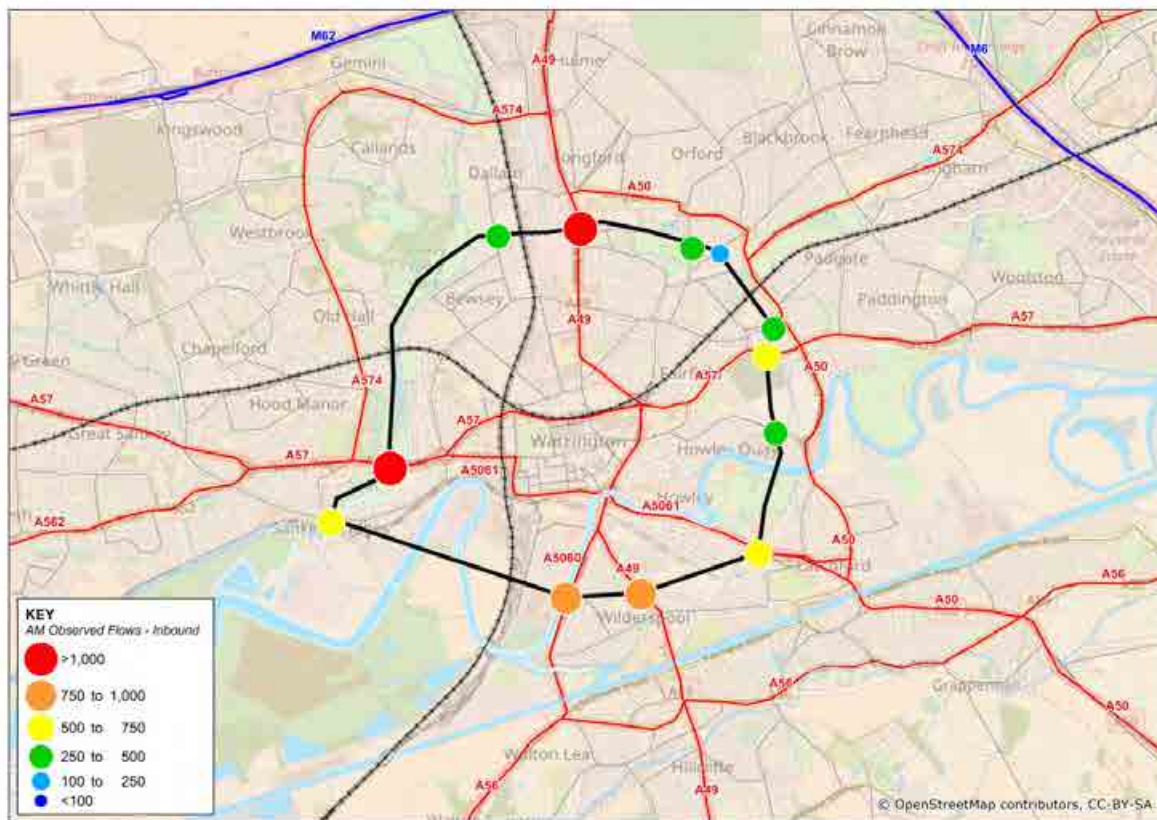 M62
Gemini
Kingswood
A574
Callands
Dallam
A49
Hulme
Longford
Orford
Cinnamon
Brow
M6
Blackbrook
Fearnhead
A574
A50
Westbrook
Whittle Hall
Bewsey
A49
Padgate
Woolston
Paddington
A57
Old Hall
Chapelford
A574
Hood Manor
A57
Great Sankey
A57
A57
A57
A50
Warrington
Howley
A5061
A5061
A562
A5060
A49
A50
Wilderspool
A50
A56
A56
Grappenhall
A50
Walton Lea
Hillcliffe
A56
A49
KEY
AM Observed Flows - Inbound
>1,000
750 to 1,000
500 to 750
250 to 500
100 to 250
<100
© OpenStreetMap contributors, CC-BY-SA